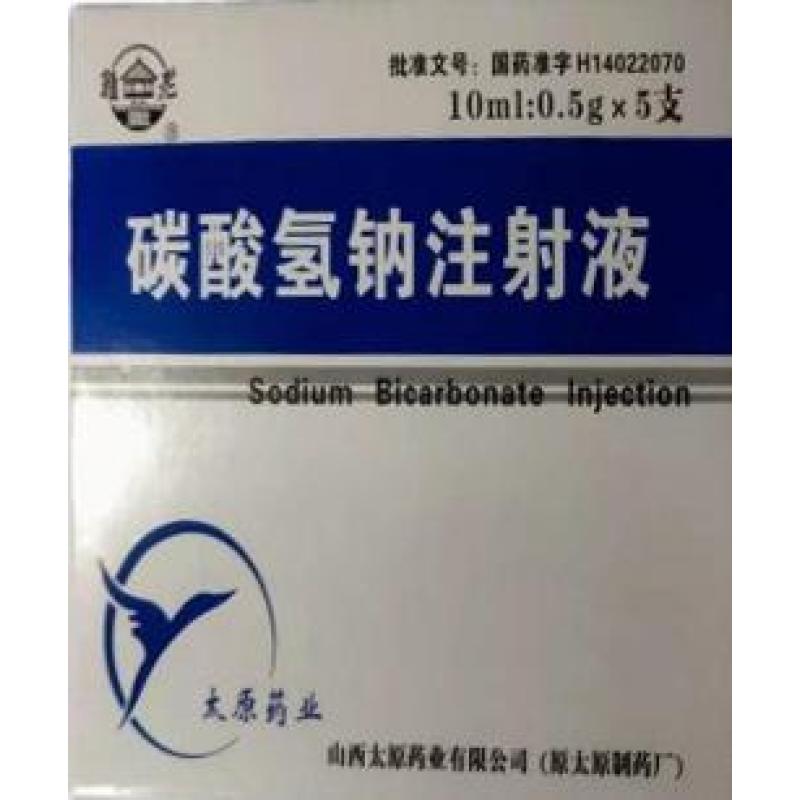 批准文号：国药准字H14022070
10ml:0.5g×5支
®
碳酸氢钠注射液
Sodium Bicarbonate Injection
太原药业
山西太原药业有限公司（原太原制药厂）